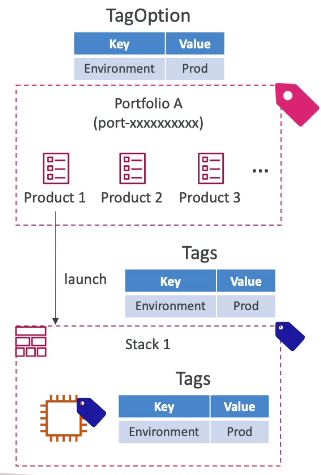 TagOption
Key Value
Environment Prod
Portfolio A
(port-xxxxxxxxxx)
Product 1 Product 2 Product 3 ...
launch
Tags
Key Value
Environment Prod
Stack 1
Tags
Key Value
Environment Prod